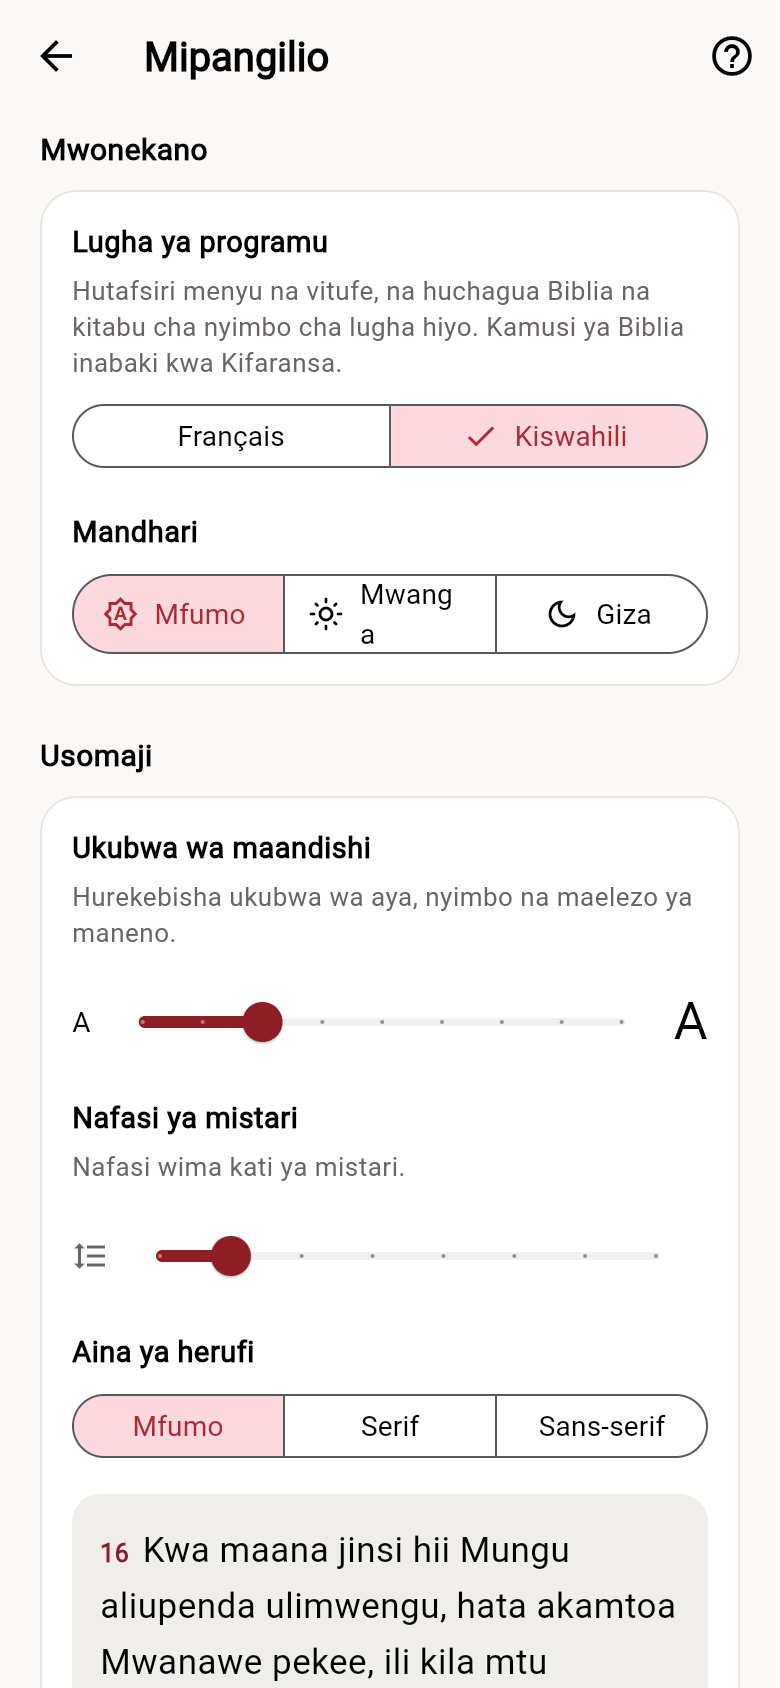 Mipangilio
Mwonekano
Lugha ya programu
Hutafsiri menyu na vitufe, na huchagua Biblia na
kitabu cha nyimbo cha lugha hiyo. Kamusi ya Biblia
inabaki kwa Kifaransa.
Français Kiswahili
Mandhari
Mfumo Mwang
a Giza
Usomaji
Ukubwa wa maandishi
Hurekebisha ukubwa wa aya, nyimbo na maelezo ya
maneno.
A A
Nafasi ya mistari
Nafasi wima kati ya mistari.
Aina ya herufi
Mfumo Serif Sans-serif
16 Kwa maana jinsi hii Mungu
aliupenda ulimwengu, hata akamtoa
Mwanawe pekee, ili kila mtu